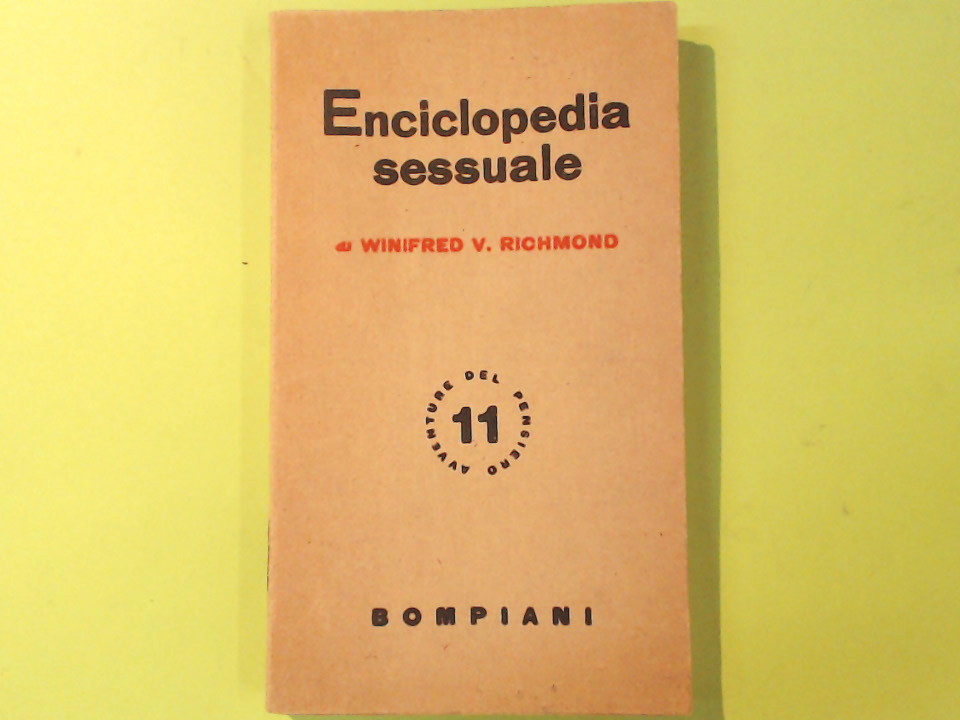 Enciclopedia
sessuale
di WINIFRED V. RICHMOND
AVVENTURE DEL PENSIERO
11
BOMPIANI